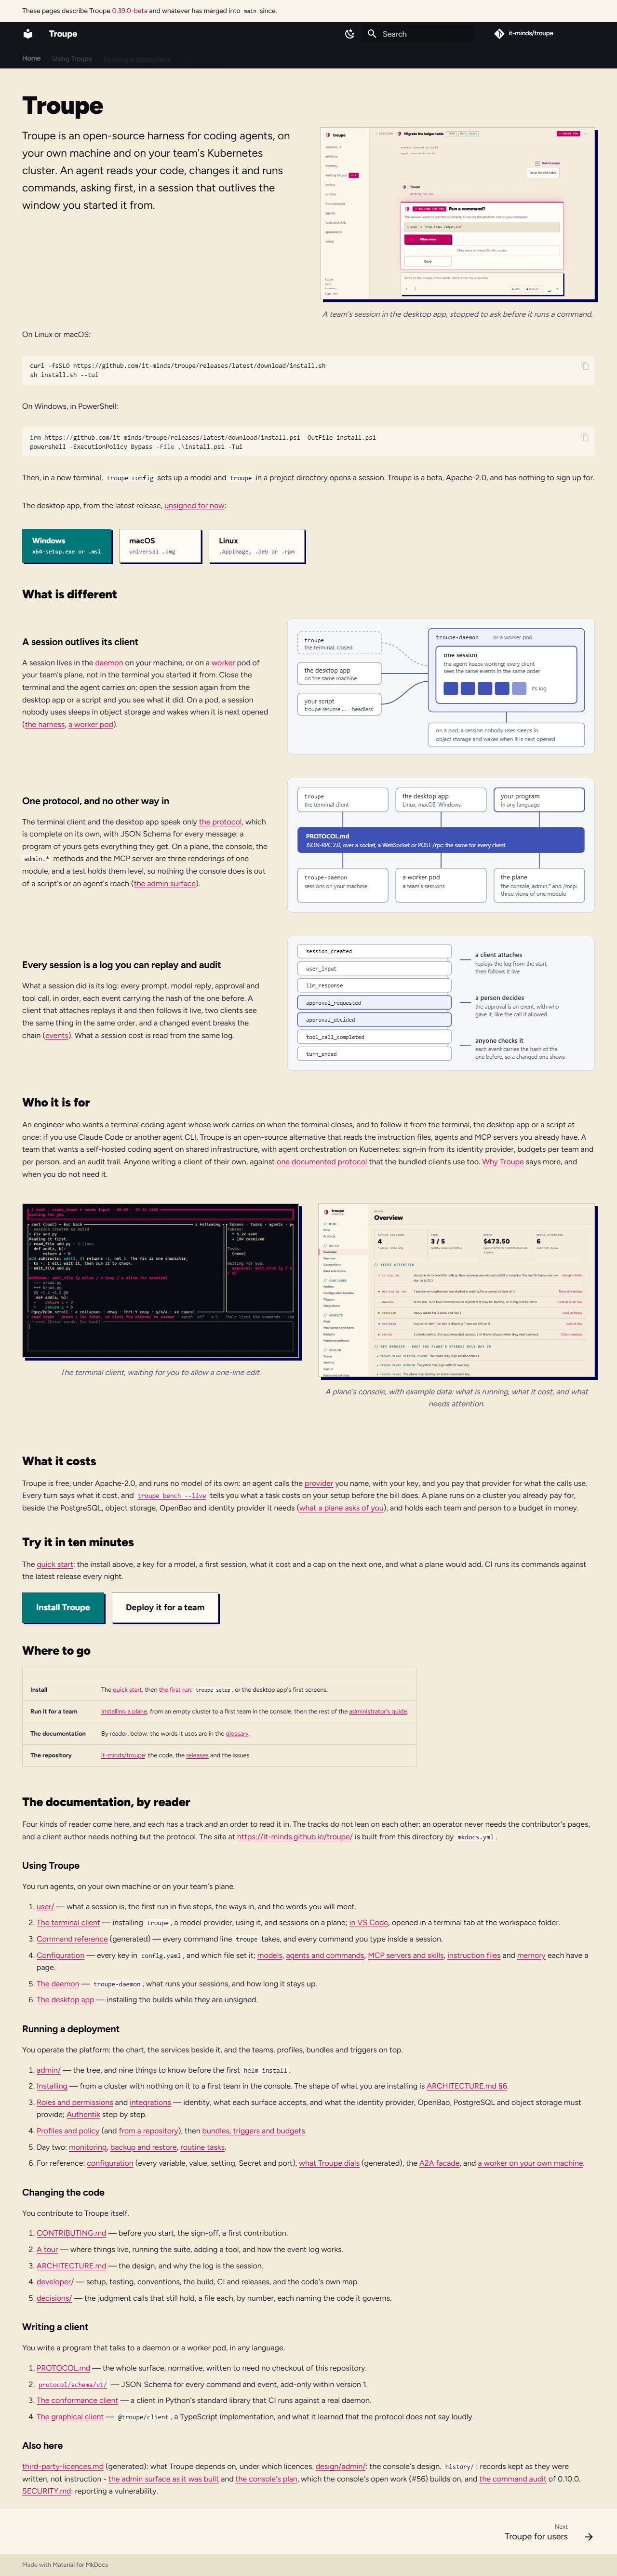 These pages describe Troupe 0.39.0-beta and whatever has merged into main since.
Troupe
Search
it-minds/troupe
Home
Using Troupe
Running a deployment
Troupe
Troupe is an open-source harness for coding agents, on
your own machine and on your team's Kubernetes
cluster. An agent reads your code, changes it and runs
commands, asking first, in a session that outlives the
window you started it from.
A team's session in the desktop app, stopped to ask before it runs a command.
On Linux or macOS:
curl -fsSLO https://github.com/it-minds/troupe/releases/latest/download/install.sh
sh install.sh --tui
On Windows, in PowerShell:
irm https://github.com/it-minds/troupe/releases/latest/download/install.ps1 -OutFile install.ps1
powershell -ExecutionPolicy Bypass -File .\install.ps1 -Tui
Then, in a new terminal, troupe config sets up a model and troupe in a project directory opens a session. Troupe is a beta, Apache-2.0, and has nothing to sign up for.
The desktop app, from the latest release, unsigned for now:
Windows
x64-setup.exe or .msi
macOS
universal .dmg
Linux
.AppImage, .deb or .rpm
What is different
A session outlives its client
A session lives in the daemon on your machine, or on a worker pod of
your team's plane, not in the terminal you started it from. Close the
terminal and the agent carries on; open the session again from the
desktop app or a script and you see what it did. On a pod, a session
nobody uses sleeps in object storage and wakes when it is next opened
(the harness, a worker pod).
troupe
the terminal, closed
the desktop app
on the same machine
your script
troupe resume … --headless
troupe-daemon or a worker pod
one session
the agent keeps working; every client
sees the same events in the same order
its log
on a pod, a session nobody uses sleeps in
object storage and wakes when it is next opened
One protocol, and no other way in
The terminal client and the desktop app speak only the protocol, which
is complete on its own, with JSON Schema for every message: a
program of yours gets everything they get. On a plane, the console, the
admin.* methods and the MCP server are three renderings of one
module, and a test holds them level, so nothing the console does is out
of a script's or an agent's reach (the admin surface).
troupe
the terminal client
the desktop app
Linux, macOS, Windows
your program
in any language
PROTOCOL.md
JSON-RPC 2.0, over a socket, a WebSocket or POST /rpc: the same for every client
troupe-daemon
sessions on your machine
a worker pod
a team's sessions
the plane
the console, admin.* and /mcp:
three views of one module
Every session is a log you can replay and audit
What a session did is its log: every prompt, model reply, approval and
tool call, in order, each event carrying the hash of the one before. A
client that attaches replays it and then follows it live, two clients see
the same thing in the same order, and a changed event breaks the
chain (events). What a session cost is read from the same log.
session_created
user_input
llm_response
approval_requested
approval_decided
tool_call_completed
turn_ended
a client attaches
replays the log from the start,
then follows it live
a person decides
the approval is an event, with who
gave it, like the call it allowed
anyone checks it
each event carries the hash of the
one before, so a changed one shows
Who it is for
An engineer who wants a terminal coding agent whose work carries on when the terminal closes, and to follow it from the terminal, the desktop app or a script at
once: if you use Claude Code or another agent CLI, Troupe is an open-source alternative that reads the instruction files, agents and MCP servers you already have. A
team that wants a self-hosted coding agent on shared infrastructure, with agent orchestration on Kubernetes: sign-in from its identity provider, budgets per team and
per person, and an audit trail. Anyone writing a client of their own, against one documented protocol that the bundled clients use too. Why Troupe says more, and
when you do not need it.
The terminal client, waiting for you to allow a one-line edit.
Overview
A plane's console, with example data: what is running, what it cost, and what
needs attention.
What it costs
Troupe is free, under Apache-2.0, and runs no model of its own: an agent calls the provider you name, with your key, and you pay that provider for what the calls use.
Every turn says what it cost, and troupe bench --live tells you what a task costs on your setup before the bill does. A plane runs on a cluster you already pay for,
beside the PostgreSQL, object storage, OpenBao and identity provider it needs (what a plane asks of you), and holds each team and person to a budget in money.
Try it in ten minutes
The quick start: the install above, a key for a model, a first session, what it cost and a cap on the next one, and what a plane would add. CI runs its commands against
the latest release every night.
Install Troupe
Deploy it for a team
Where to go
Install The quick start, then the first run: troupe setup, or the desktop app's first screens.
Run it for a team Installing a plane, from an empty cluster to a first team in the console, then the rest of the administrator's guide.
The documentation By reader, below; the words it uses are in the glossary.
The repository it-minds/troupe: the code, the releases and the issues.
The documentation, by reader
Four kinds of reader come here, and each has a track and an order to read it in. The tracks do not lean on each other: an operator never needs the contributor's pages,
and a client author needs nothing but the protocol. The site at https://it-minds.github.io/troupe/ is built from this directory by mkdocs.yml.
Using Troupe
You run agents, on your own machine or on your team's plane.
1. user/ — what a session is, the first run in five steps, the ways in, and the words you will meet.
2. The terminal client — installing troupe, a model provider, using it, and sessions on a plane; in VS Code, opened in a terminal tab at the workspace folder.
3. Command reference (generated) — every command line troupe takes, and every command you type inside a session.
4. Configuration — every key in config.yaml, and which file set it; models, agents and commands, MCP servers and skills, instruction files and memory each have a
page.
5. The daemon — troupe-daemon, what runs your sessions, and how long it stays up.
6. The desktop app — installing the builds while they are unsigned.
Running a deployment
You operate the platform: the chart, the services beside it, and the teams, profiles, bundles and triggers on top.
1. admin/ — the tree, and nine things to know before the first helm install.
2. Installing — from a cluster with nothing on it to a first team in the console. The shape of what you are installing is ARCHITECTURE.md §6.
3. Roles and permissions and integrations — identity, what each surface accepts, and what the identity provider, OpenBao, PostgreSQL and object storage must
provide; Authentik step by step.
4. Profiles and policy (and from a repository), then bundles, triggers and budgets.
5. Day two: monitoring, backup and restore, routine tasks.
6. For reference: configuration (every variable, value, setting, Secret and port), what Troupe dials (generated), the A2A facade, and a worker on your own machine.
Changing the code
You contribute to Troupe itself.
1. CONTRIBUTING.md — before you start, the sign-off, a first contribution.
2. A tour — where things live, running the suite, adding a tool, and how the event log works.
3. ARCHITECTURE.md — the design, and why the log is the session.
4. developer/ — setup, testing, conventions, the build, CI and releases, and the code's own map.
5. decisions/ — the judgment calls that still hold, a file each, by number, each naming the code it governs.
Writing a client
You write a program that talks to a daemon or a worker pod, in any language.
1. PROTOCOL.md — the whole surface, normative, written to need no checkout of this repository.
2. protocol/schema/v1/ — JSON Schema for every command and event, add-only within version 1.
3. The conformance client — a client in Python's standard library that CI runs against a real daemon.
4. The graphical client — @troupe/client, a TypeScript implementation, and what it learned that the protocol does not say loudly.
Also here
third-party-licences.md (generated): what Troupe depends on, under which licences. design/admin/: the console's design. history/: records kept as they were
written, not instruction - the admin surface as it was built and the console's plan, which the console's open work (#56) builds on, and the command audit of 0.10.0.
SECURITY.md: reporting a vulnerability.
Next
Troupe for users
Made with Material for MkDocs